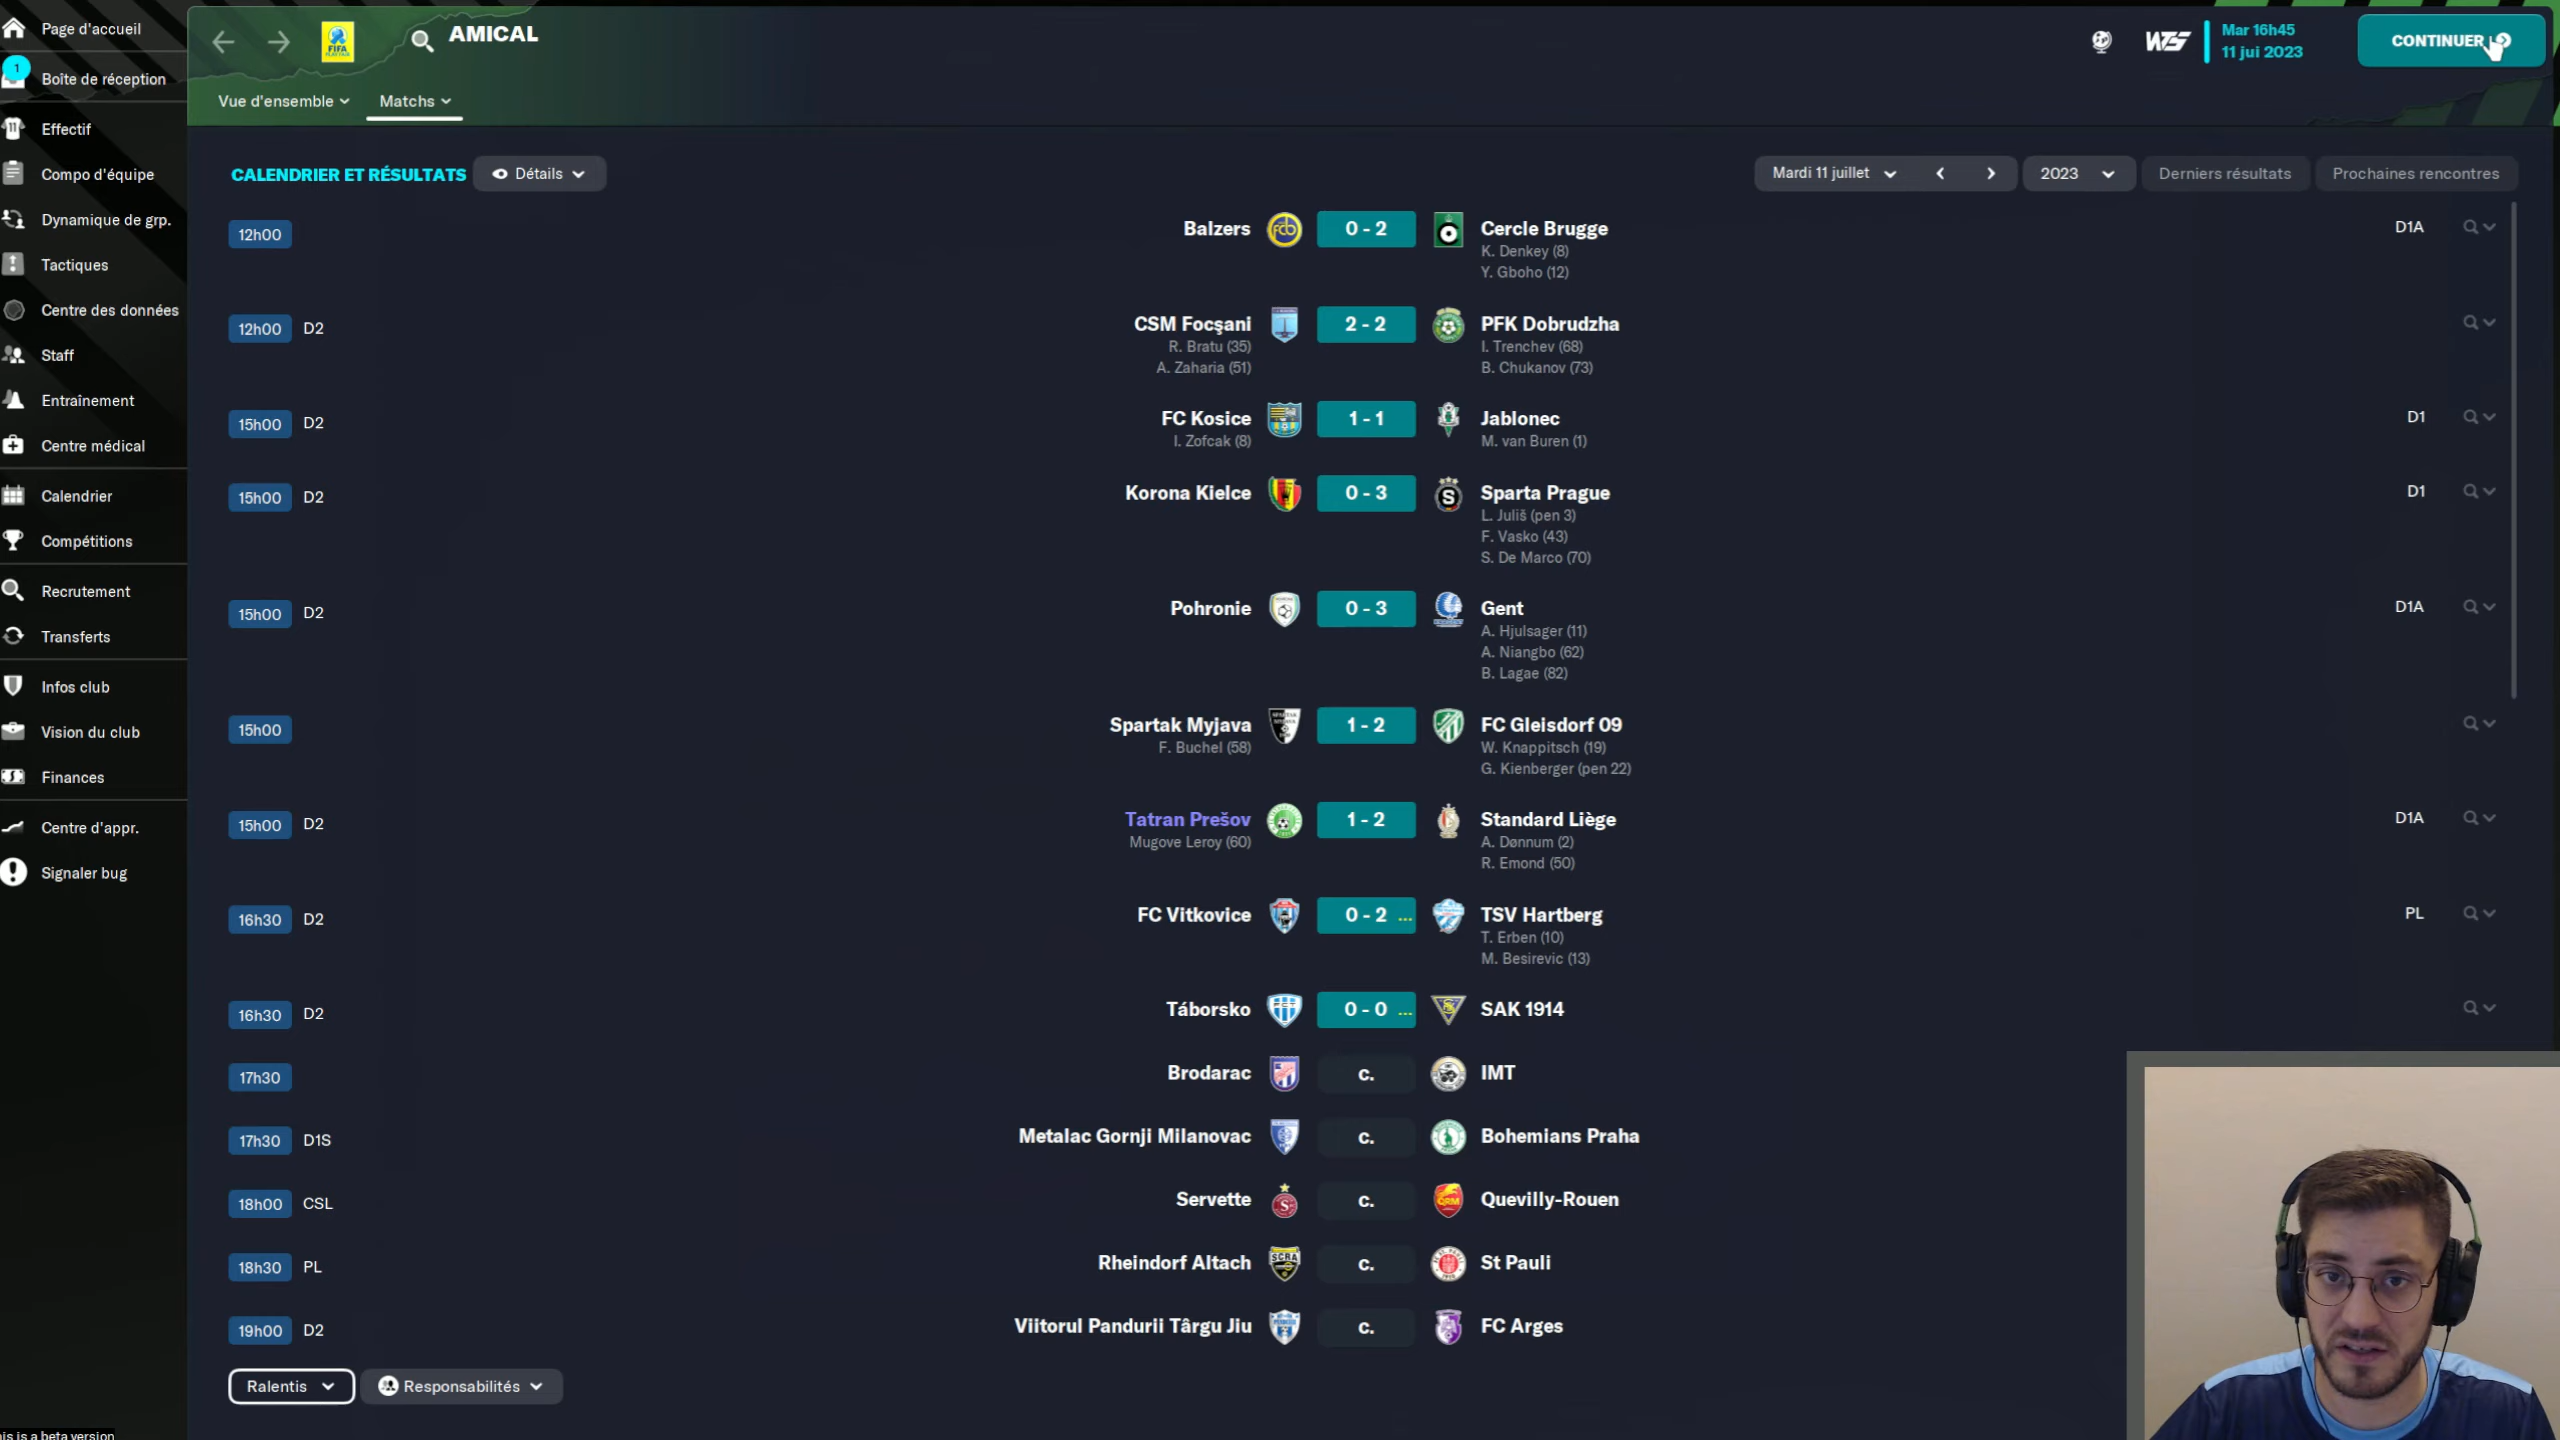 Page d'accueil
1
Boîte de réception
Effectif
Compo d'équipe
Dynamique de grp.
Tactiques
Centre des données
Staff
Entraînement
Centre médical
Calendrier
Compétitions
Recrutement
Transferts
Infos club
Vision du club
Finances
Centre d'appr.
Signaler bug
FIFA
AMICAL
Vue d'ensemble
Matchs
Mar 16h45
11 jui 2023
CONTINUER
CALENDRIER ET RÉSULTATS
Détails
Mardi 11 juillet
2023
Derniers résultats
Prochaines rencontres
12h00 Balzers 0 - 2 Cercle Brugge D1A
K. Denkey (8)
Y. Gboho (12)
12h00 D2 CSM Focşani 2 - 2 PFK Dobrudzha
R. Bratu (35) I. Trenchev (68)
A. Zaharia (51) B. Chukanov (73)
15h00 D2 FC Kosice 1 - 1 Jablonec D1
I. Zofcak (8) M. van Buren (1)
15h00 D2 Korona Kielce 0 - 3 Sparta Prague D1
L. Juliš (pen 3)
F. Vasko (43)
S. De Marco (70)
15h00 D2 Pohronie 0 - 3 Gent D1A
A. Hjulsager (11)
A. Niangbo (62)
B. Lagae (82)
15h00 Spartak Myjava 1 - 2 FC Gleisdorf 09
F. Buchel (58) W. Knappitsch (19)
G. Kienberger (pen 22)
15h00 D2 Tatran Prešov 1 - 2 Standard Liège D1A
Mugove Leroy (60) A. Dønnum (2)
R. Emond (50)
16h30 D2 FC Vitkovice 0 - 2 ... TSV Hartberg PL
T. Erben (10)
M. Besirevic (13)
16h30 D2 Táborsko 0 - 0 ... SAK 1914
17h30 Brodarac c. IMT
17h30 D1S Metalac Gornji Milanovac c. Bohemians Praha
18h00 CSL Servette c. Quevilly-Rouen
18h30 PL Rheindorf Altach c. St Pauli
19h00 D2 Viitorul Pandurii Târgu Jiu c. FC Arges
Ralentis
Responsabilités
is is a beta version